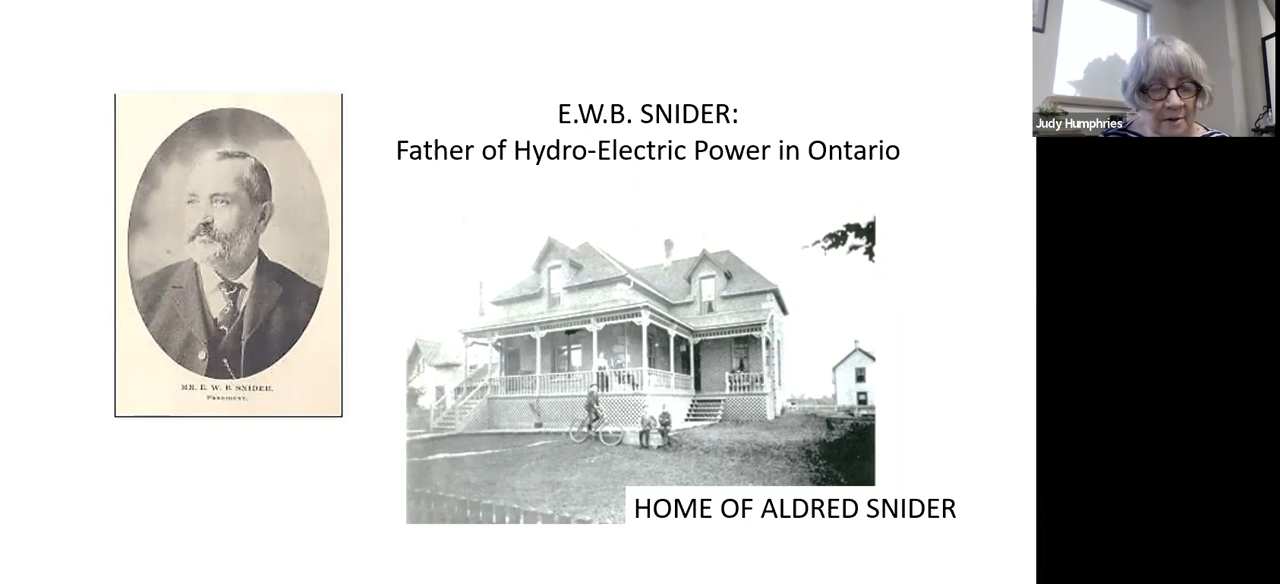 E.W.B. SNIDER:
Father of Hydro-Electric Power in Ontario
MR. E. W. B. SNIDER,
PRESIDENT.
HOME OF ALDRED SNIDER
Judy Humphries